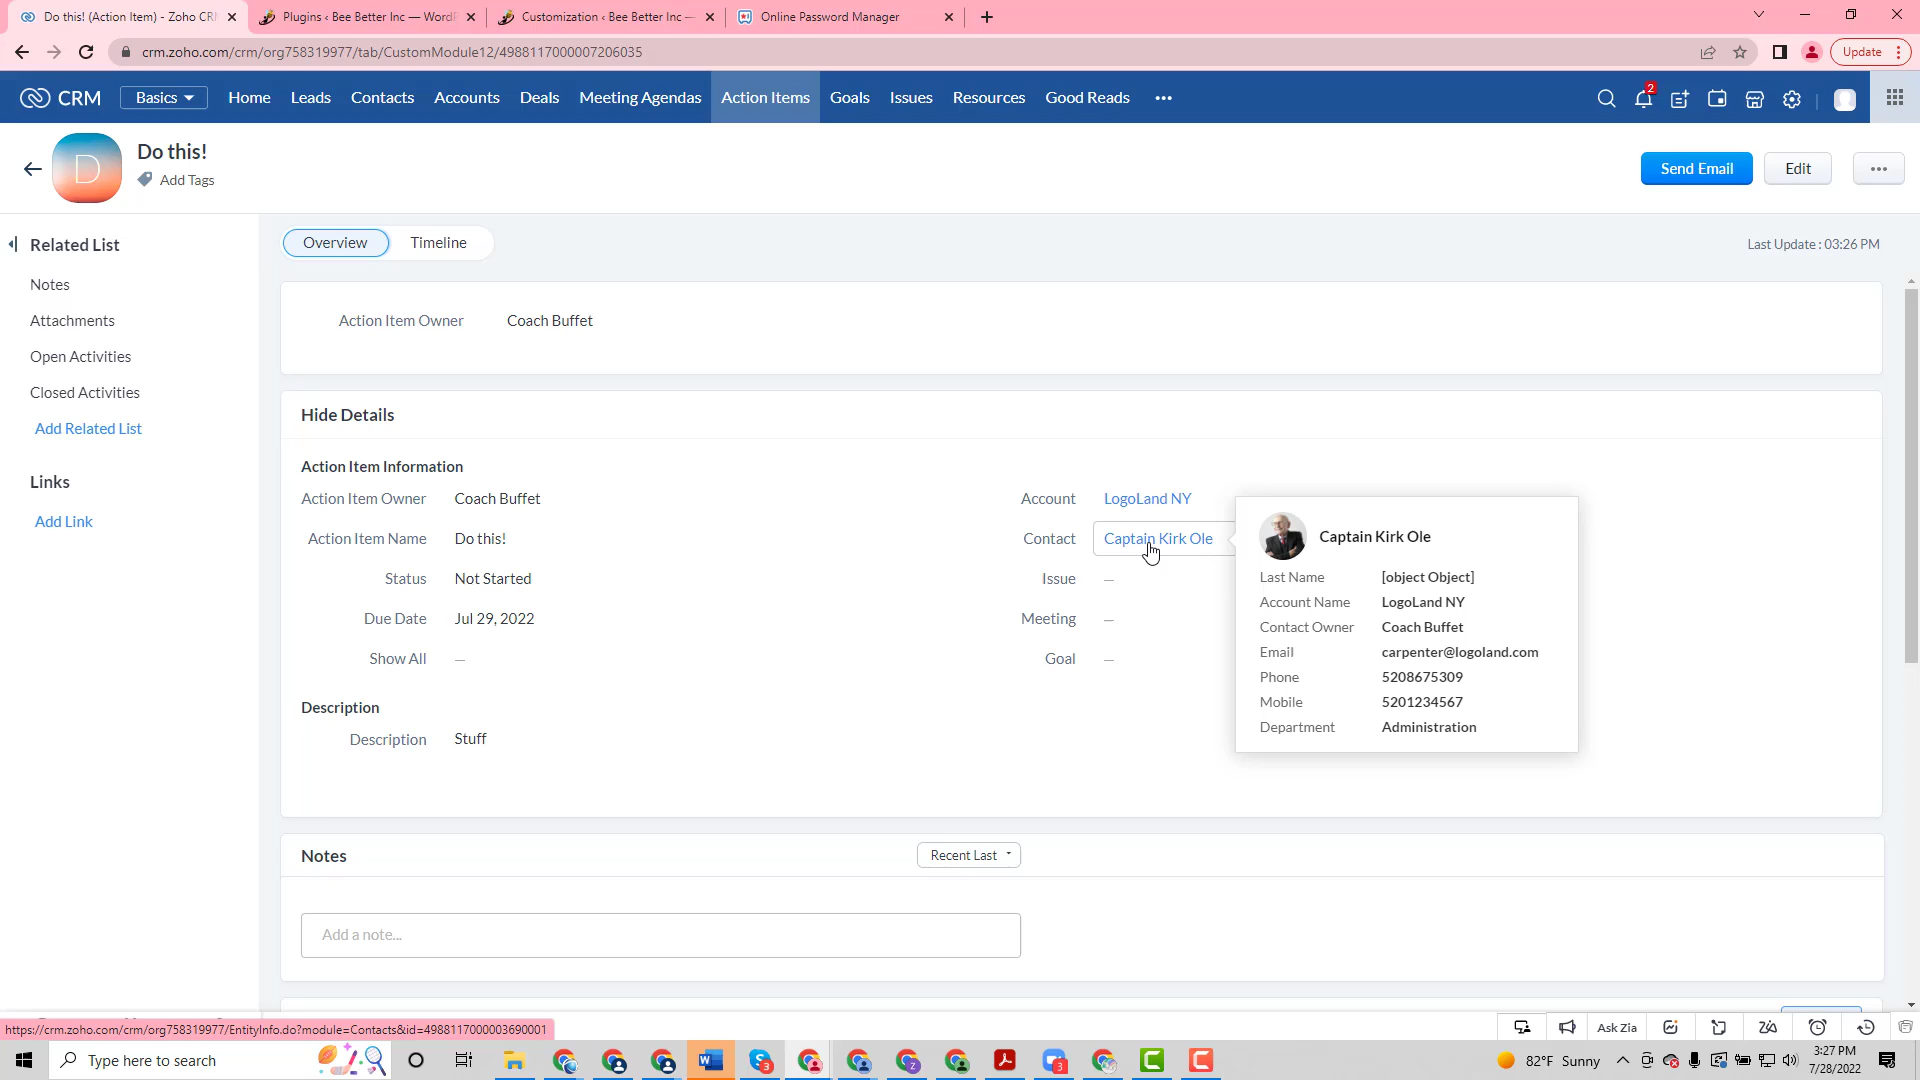 Do this! (Action Item) - Zoho CR
Plugins ‹ Bee Better Inc — WordP
Customization ‹ Bee Better Inc —
Online Password Manager
crm.zoho.com/crm/org758319977/tab/CustomModule12/4988117000007206035
Update
CRM
Basics
Home
Leads
Contacts
Accounts
Deals
Meeting Agendas
Action Items
Goals
Issues
Resources
Good Reads
2
D
Do this!
Add Tags
Send Email
Edit
Related List
Notes
Attachments
Open Activities
Closed Activities
Add Related List
Links
Add Link
Overview
Timeline
Last Update : 03:26 PM
Action Item Owner Coach Buffet
Hide Details
Action Item Information
Action Item Owner Coach Buffet
Action Item Name Do this!
Status Not Started
Due Date Jul 29, 2022
Show All —
Account LogoLand NY
Contact Captain Kirk Ole
Issue —
Meeting —
Goal —
Captain Kirk Ole
Last Name [object Object]
Account Name LogoLand NY
Contact Owner Coach Buffet
Email carpenter@logoland.com
Phone 5208675309
Mobile 5201234567
Department Administration
Description
Description Stuff
Notes
Recent Last
Add a note...
https://crm.zoho.com/crm/org758319977/EntityInfo.do?module=Contacts&id=4988117000003690001
Ask Zia
Type here to search
3
3
82°F Sunny
3:27 PM
7/28/2022